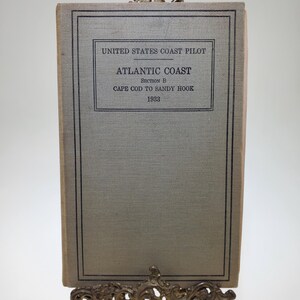 UNITED STATES COAST PILOT
ATLANTIC COAST
SECTION B
CAPE COD TO SANDY HOOK
1933